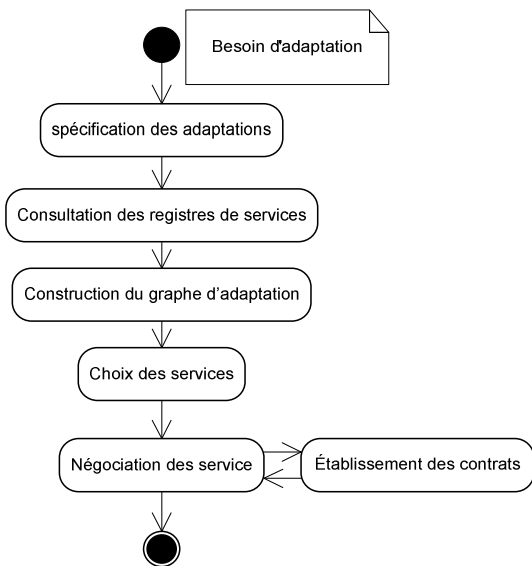 Besoin d'adaptation
spécification des adaptations
Consultation des registres de services
Construction du graphe d'adaptation
Choix des services
Négociation des service
Établissement des contrats